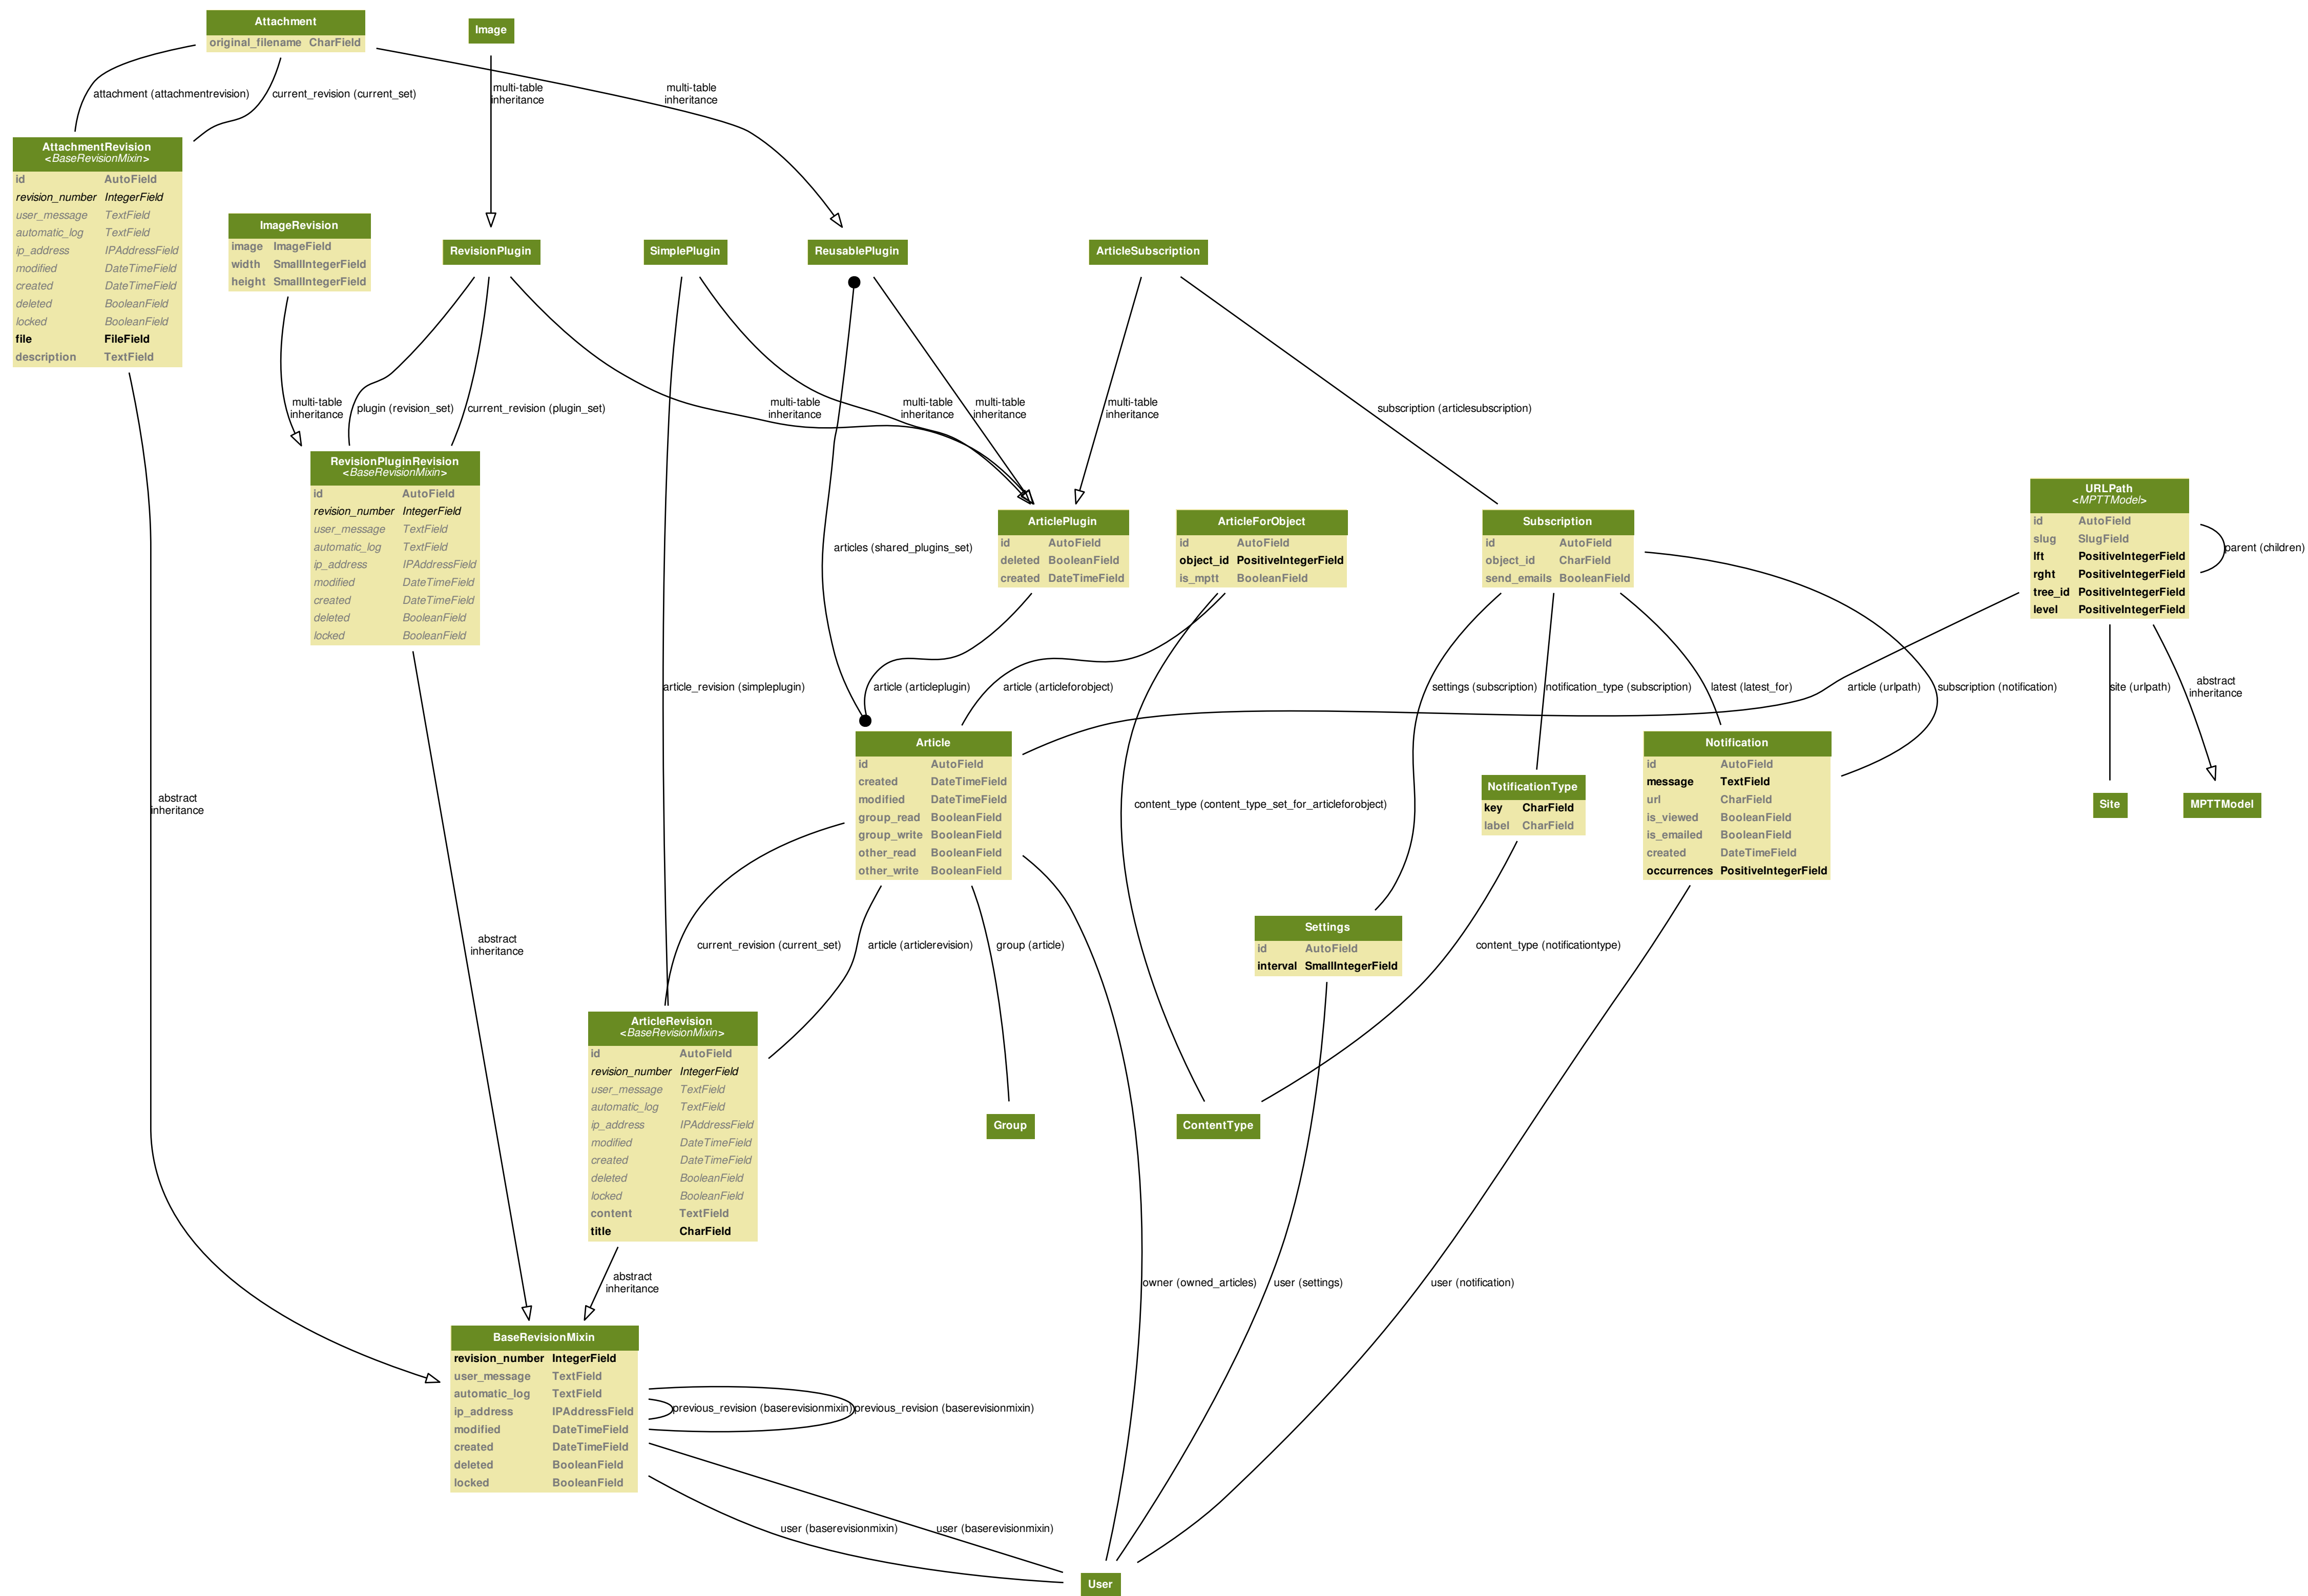 Attachment
original_filename CharField
Image
attachment (attachmentrevision)
current_revision (current_set)
multi-table
inheritance
multi-table
inheritance
AttachmentRevision
<BaseRevisionMixin>
id AutoField
revision_number IntegerField
user_message TextField
automatic_log TextField
ip_address IPAddressField
modified DateTimeField
created DateTimeField
deleted BooleanField
locked BooleanField
file FileField
description TextField
ImageRevision
image ImageField
width SmallIntegerField
height SmallIntegerField
RevisionPlugin
SimplePlugin
ReusablePlugin
ArticleSubscription
multi-table
inheritance
plugin (revision_set)
current_revision (plugin_set)
multi-table
inheritance
multi-table
inheritance
multi-table
inheritance
multi-table
inheritance
subscription (articlesubscription)
RevisionPluginRevision
<BaseRevisionMixin>
id AutoField
revision_number IntegerField
user_message TextField
automatic_log TextField
ip_address IPAddressField
modified DateTimeField
created DateTimeField
deleted BooleanField
locked BooleanField
articles (shared_plugins_set)
ArticlePlugin
id AutoField
deleted BooleanField
created DateTimeField
ArticleForObject
id AutoField
object_id PositiveIntegerField
is_mptt BooleanField
Subscription
id AutoField
object_id CharField
send_emails BooleanField
URLPath
<MPTTModel>
id AutoField
slug SlugField
lft PositiveIntegerField
rght PositiveIntegerField
tree_id PositiveIntegerField
level PositiveIntegerField
parent (children)
article_revision (simpleplugin)
article (articleplugin)
article (articleforobject)
settings (subscription)
notification_type (subscription)
latest (latest_for)
article (urlpath)
subscription (notification)
site (urlpath)
abstract
inheritance
abstract
inheritance
Article
id AutoField
created DateTimeField
modified DateTimeField
group_read BooleanField
group_write BooleanField
other_read BooleanField
other_write BooleanField
content_type (content_type_set_for_articleforobject)
NotificationType
key CharField
label CharField
Notification
id AutoField
message TextField
url CharField
is_viewed BooleanField
is_emailed BooleanField
created DateTimeField
occurrences PositiveIntegerField
Site
MPTTModel
abstract
inheritance
current_revision (current_set)
article (articlerevision)
group (article)
Settings
id AutoField
interval SmallIntegerField
content_type (notificationtype)
ArticleRevision
<BaseRevisionMixin>
id AutoField
revision_number IntegerField
user_message TextField
automatic_log TextField
ip_address IPAddressField
modified DateTimeField
created DateTimeField
deleted BooleanField
locked BooleanField
content TextField
title CharField
Group
ContentType
abstract
inheritance
owner (owned_articles)
user (settings)
user (notification)
BaseRevisionMixin
revision_number IntegerField
user_message TextField
automatic_log TextField
ip_address IPAddressField
modified DateTimeField
created DateTimeField
deleted BooleanField
locked BooleanField
previous_revision (baserevisionmixin)
previous_revision (baserevisionmixin)
user (baserevisionmixin)
user (baserevisionmixin)
User